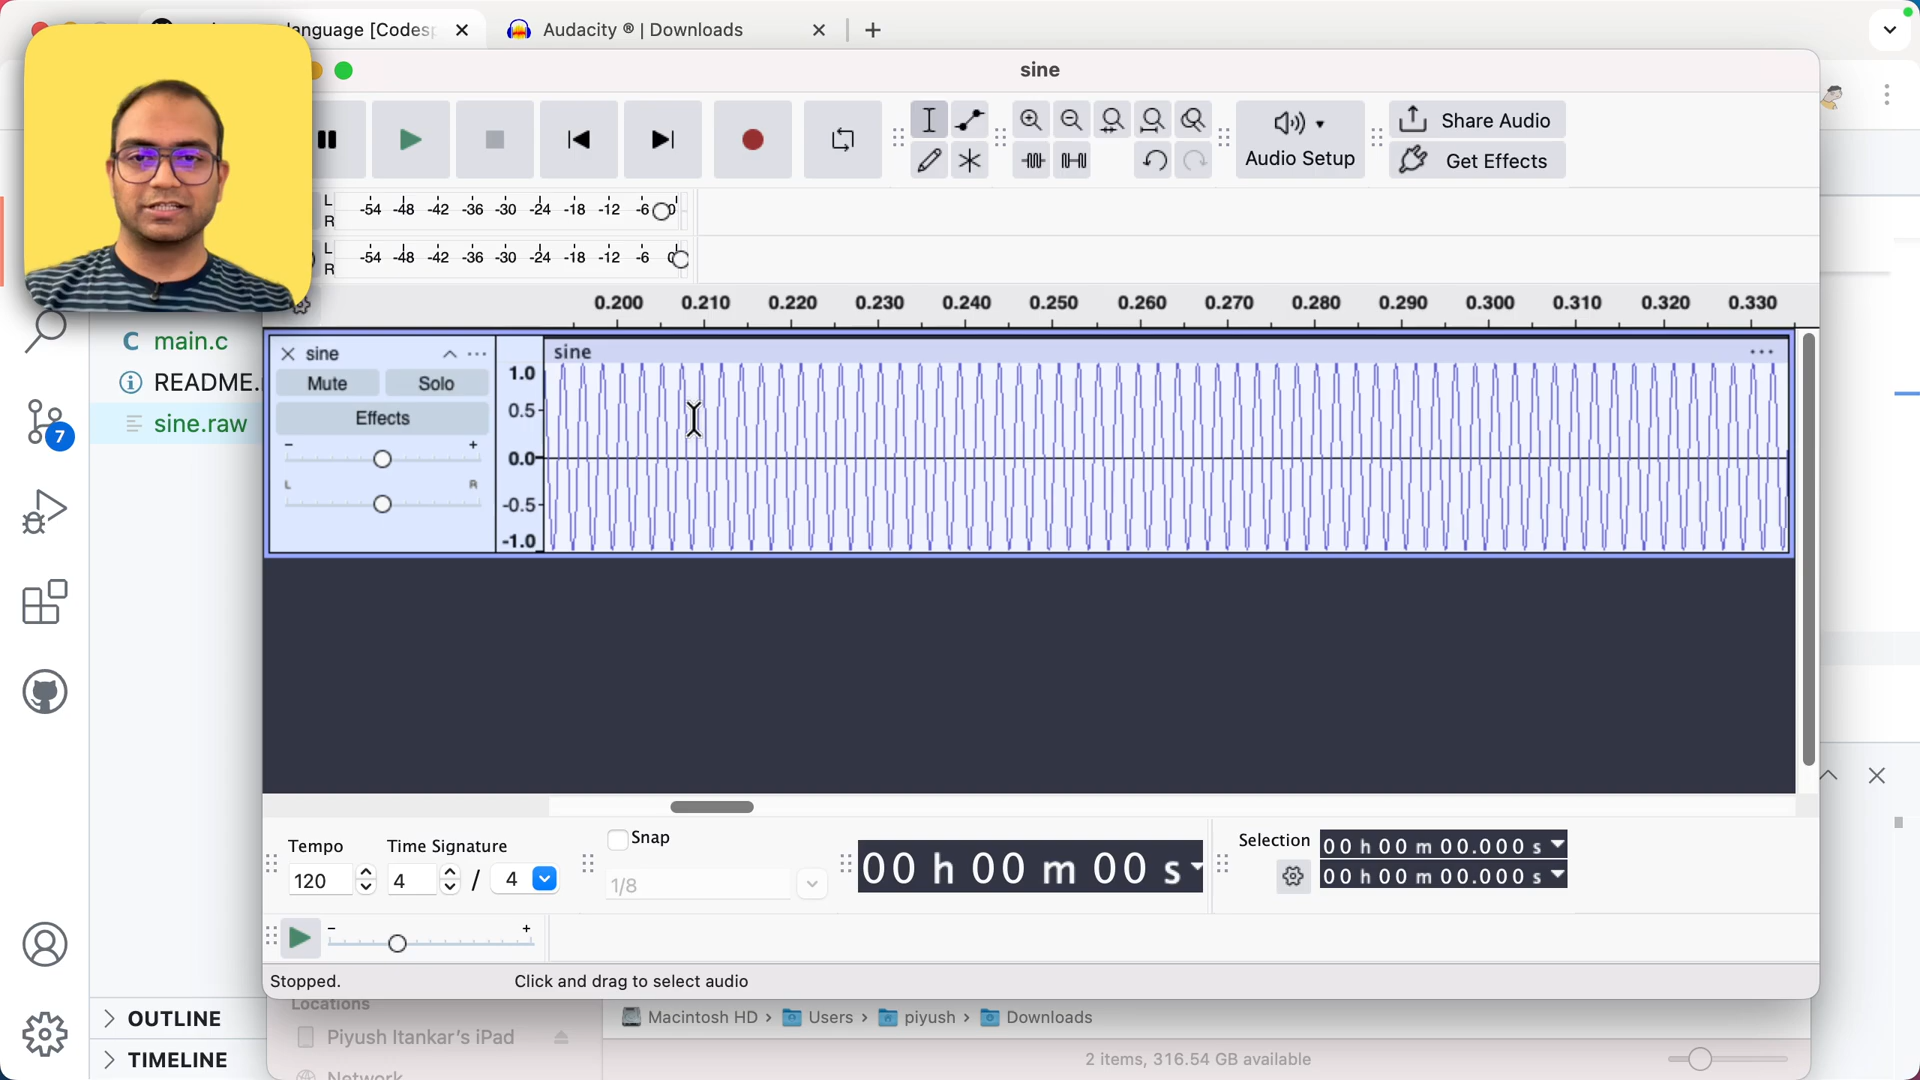 anguage [Codesp
Audacity ® | Downloads
sine
Audio Setup
Share Audio
Get Effects
L
R
-54 -48 -42 -36 -30 -24 -18 -12 -6 0
L
R
-54 -48 -42 -36 -30 -24 -18 -12 -6 0
0.200 0.210 0.220 0.230 0.240 0.250 0.260 0.270 0.280 0.290 0.300 0.310 0.320 0.330
C main.c
README.
sine.raw
7
sine
Mute Solo
Effects
- +
L R
sine
1.0
0.5
0.0
-0.5
-1.0
Tempo
120
Time Signature
4 / 4
Snap
1/8
00 h 00 m 00 s
Selection
00 h 00 m 00.000 s
00 h 00 m 00.000 s
- +
Stopped.
Click and drag to select audio
OUTLINE
TIMELINE
Locations
Piyush Itankar's iPad
Network
Macintosh HD > Users > piyush > Downloads
2 items, 316.54 GB available